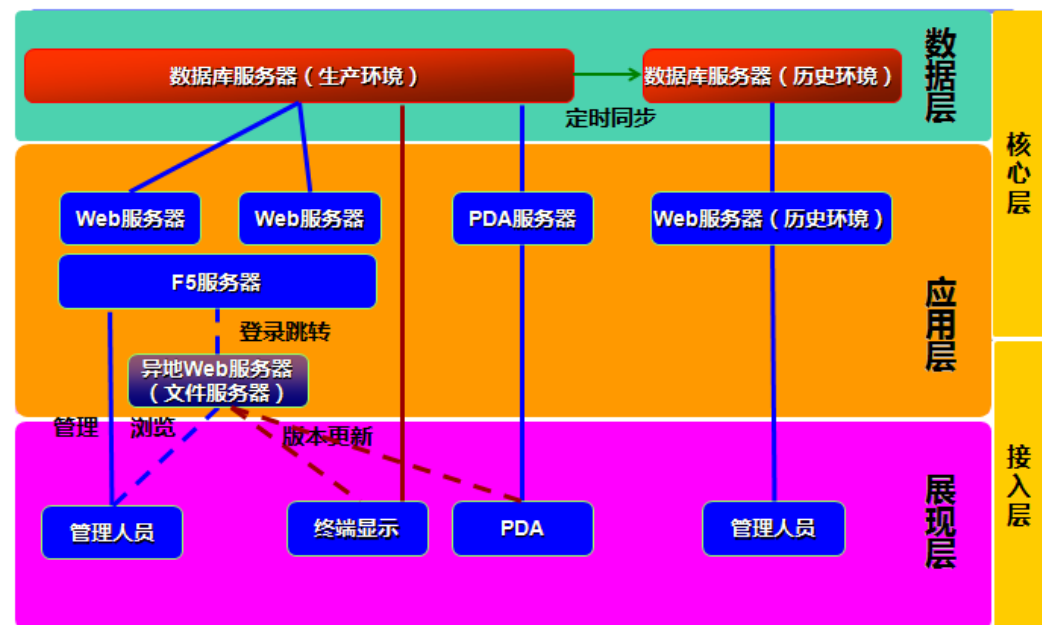 数据库服务器（生产环境）
数据库服务器（历史环境）
定时同步
数据层
Web服务器
Web服务器
PDA服务器
Web服务器（历史环境）
F5服务器
登录跳转
异地Web服务器
（文件服务器）
应用层
核心层
管理
浏览
版本更新
管理人员
终端显示
PDA
管理人员
展现层
接入层